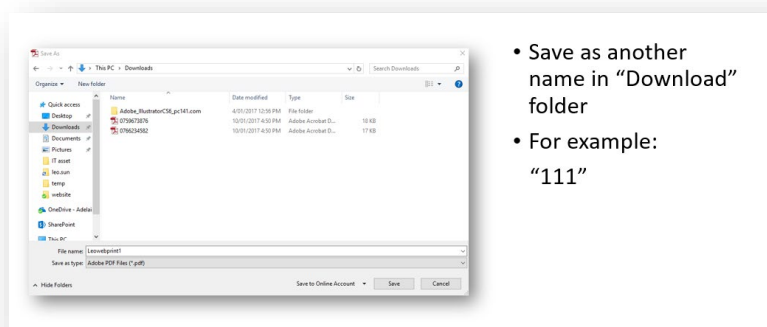 Save As
This PC > Downloads
Search Downloads
Organize
New folder
Name
Date modified
Type
Size
Quick access
Desktop
Downloads
Documents
Pictures
IT asset
leo.sun
temp
website
OneDrive - Adelai
SharePoint
This PC
Adobe_IllustratorCS6_pc141.com 4/01/2017 12:58 PM File folder
0759673876 10/01/2017 4:50 PM Adobe Acrobat D... 18 KB
0766234582 10/01/2017 4:50 PM Adobe Acrobat D... 17 KB
File name: Leowebprint1
Save as type: Adobe PDF Files (*.pdf)
Hide Folders
Save to Online Account
Save
Cancel
• Save as another
name in “Download”
folder
• For example:
“111”